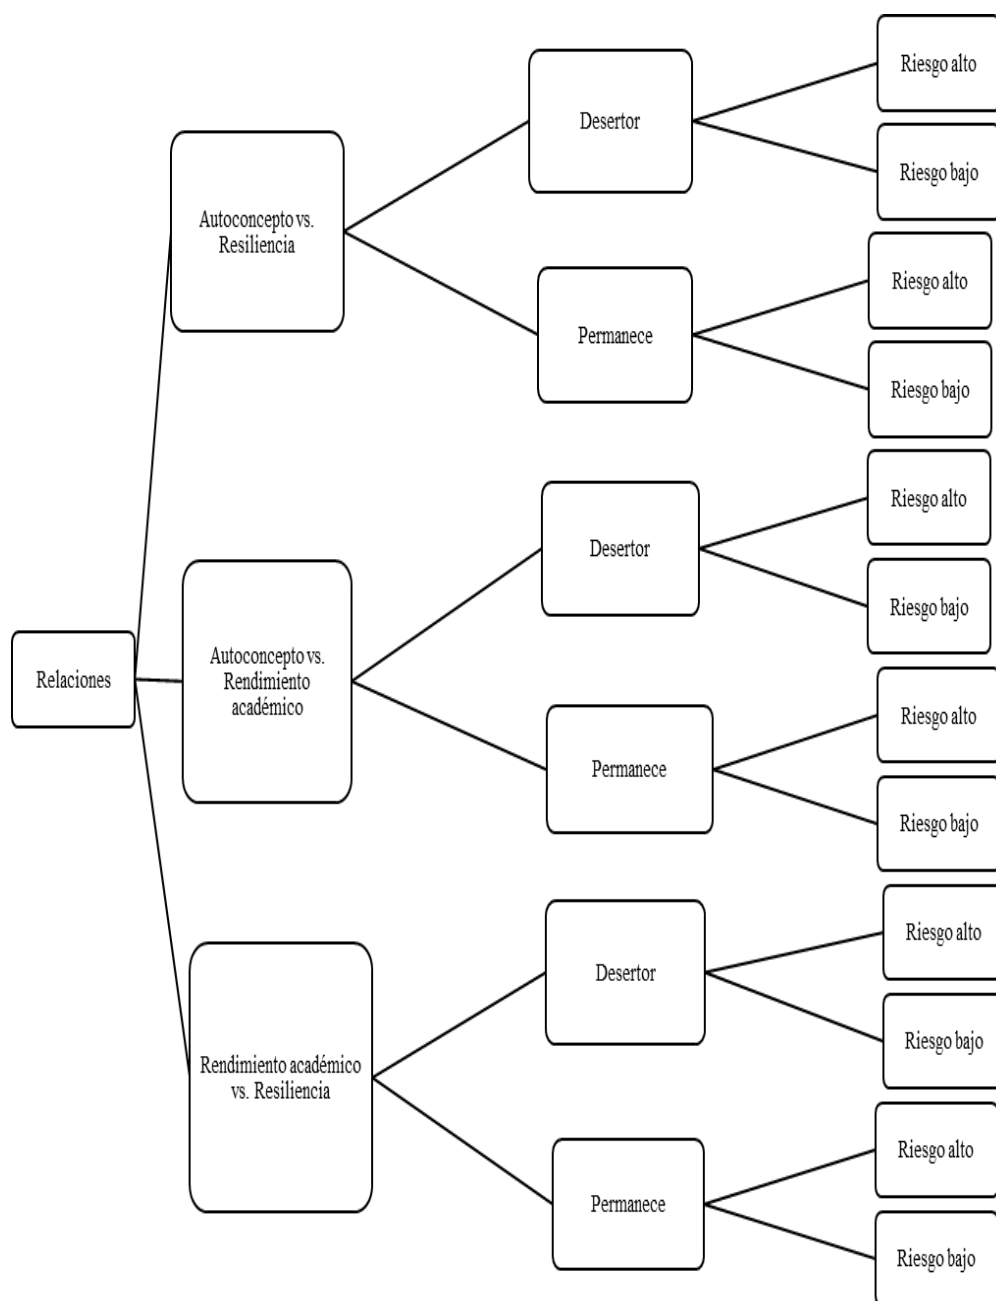 Relaciones
Autoconcepto vs.
Resiliencia
Desertor
Riesgo alto
Riesgo bajo
Permanece
Riesgo alto
Riesgo bajo
Autoconcepto vs.
Rendimiento
académico
Desertor
Riesgo alto
Riesgo bajo
Permanece
Riesgo alto
Riesgo bajo
Rendimiento académico
vs. Resiliencia
Desertor
Riesgo alto
Riesgo bajo
Permanece
Riesgo alto
Riesgo bajo